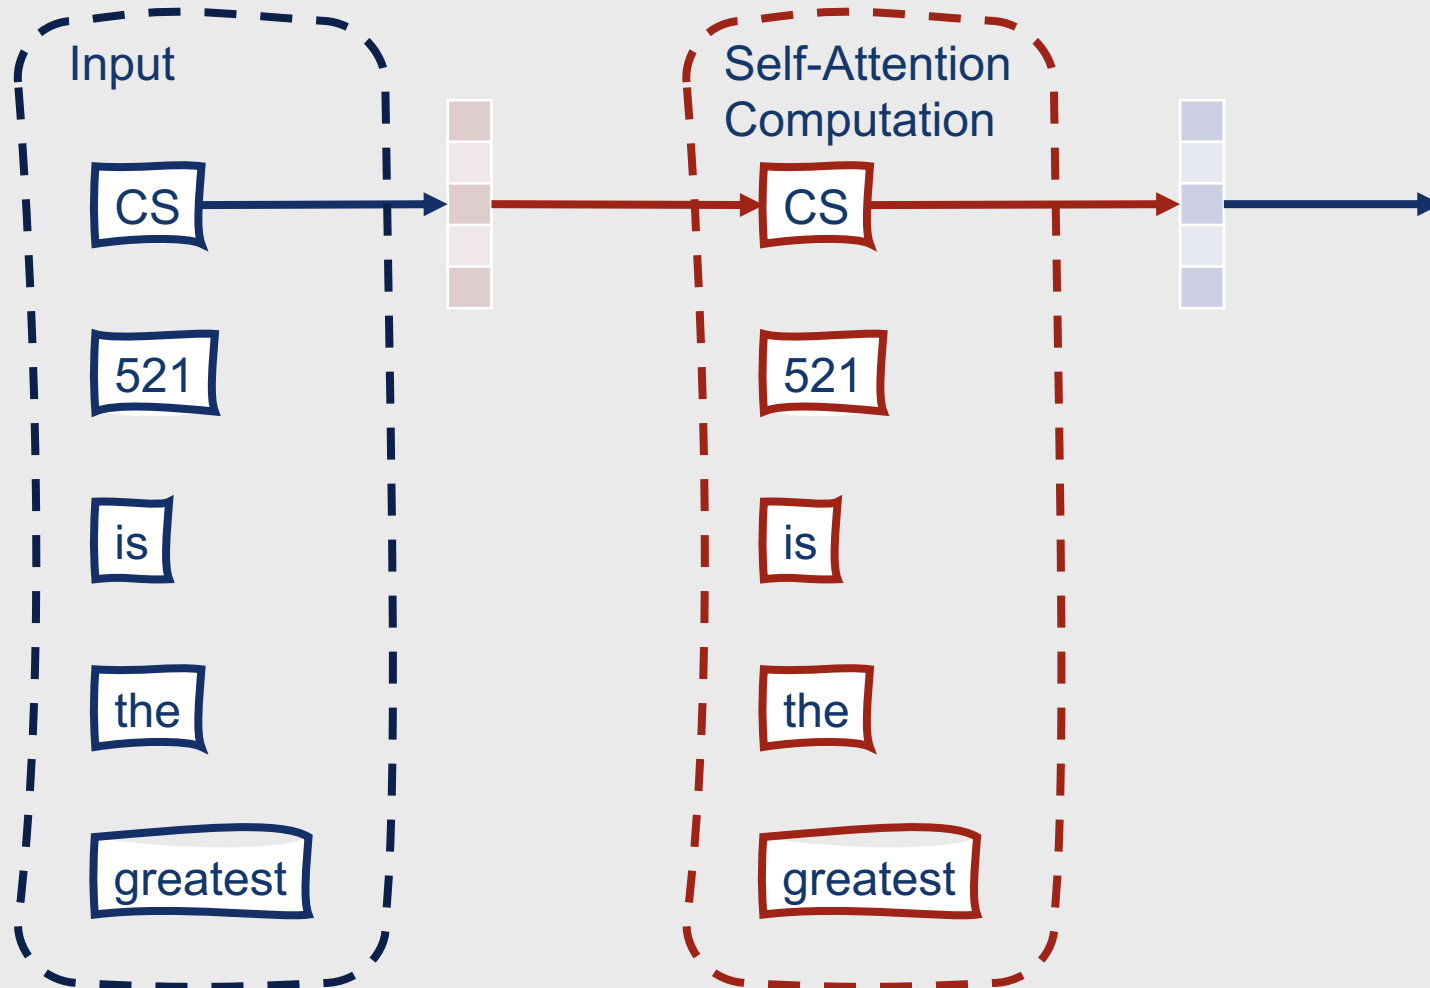 Input
CS
521
is
the
greatest
Self-Attention
Computation
CS
521
is
the
greatest